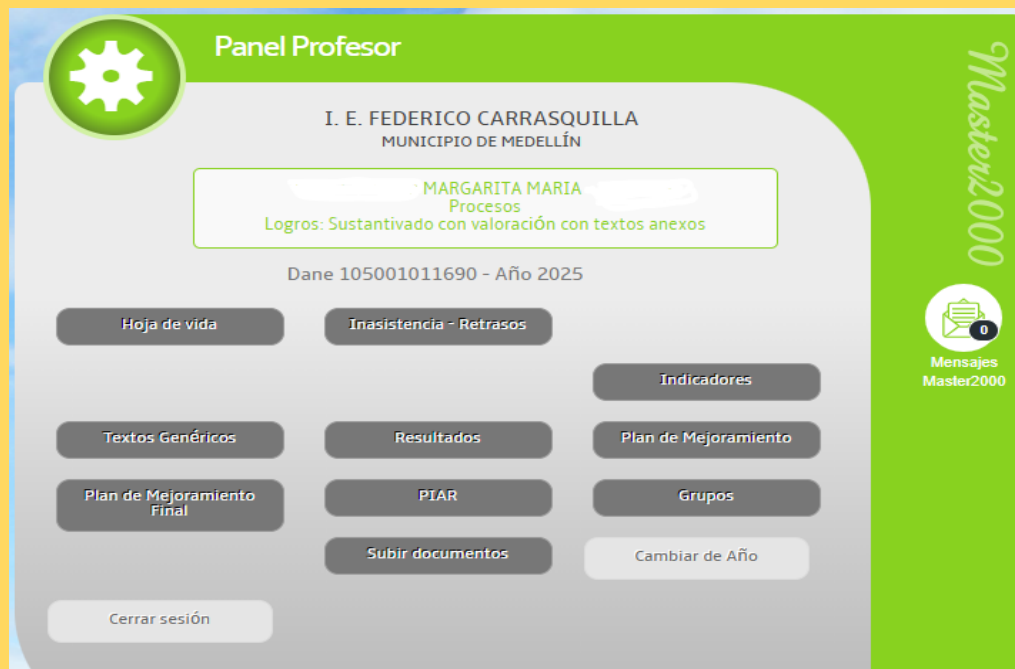 Panel Profesor
Master2000
I. E. FEDERICO CARRASQUILLA
MUNICIPIO DE MEDELLÍN
MARGARITA MARIA
Procesos
Logros: Sustantivado con valoración con textos anexos
Dane 105001011690 - Año 2025
Hoja de vida
Inasistencia - Retrasos
0
Mensajes
Master2000
Indicadores
Textos Genéricos
Resultados
Plan de Mejoramiento
Plan de Mejoramiento
Final
PIAR
Grupos
Subir documentos
Cambiar de Año
Cerrar sesión